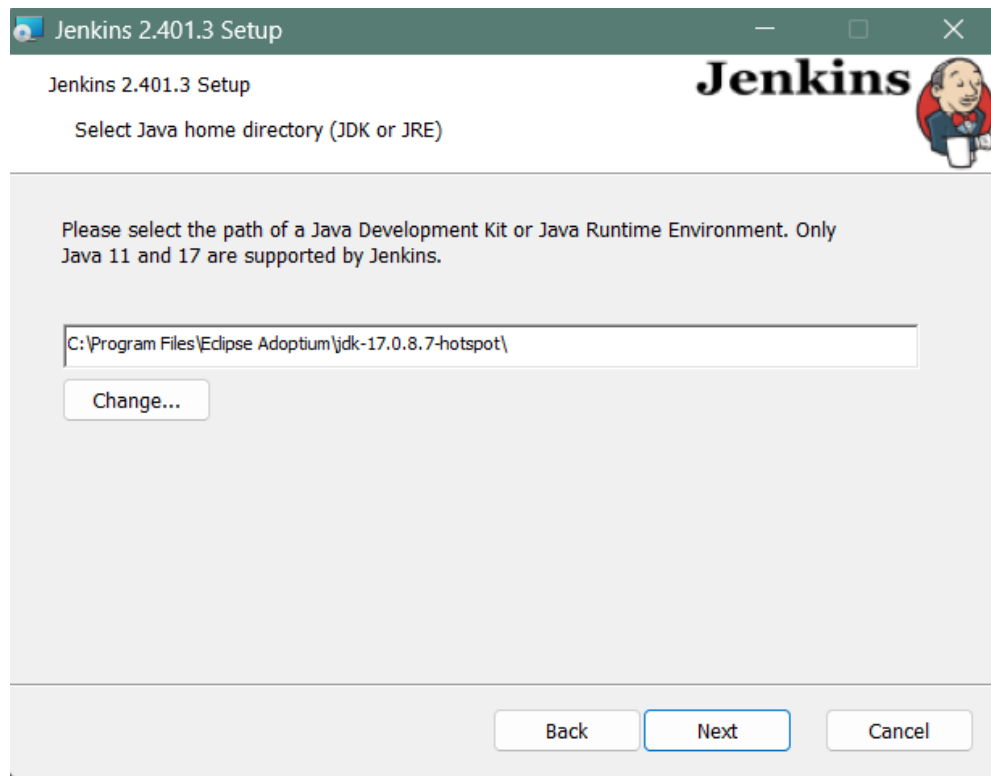 Jenkins 2.401.3 Setup
Jenkins 2.401.3 Setup
Jenkins
Select Java home directory (JDK or JRE)
Please select the path of a Java Development Kit or Java Runtime Environment. Only
Java 11 and 17 are supported by Jenkins.
C:\Program Files\Eclipse Adoptium\jdk-17.0.8.7-hotspot\
Change...
Back
Next
Cancel